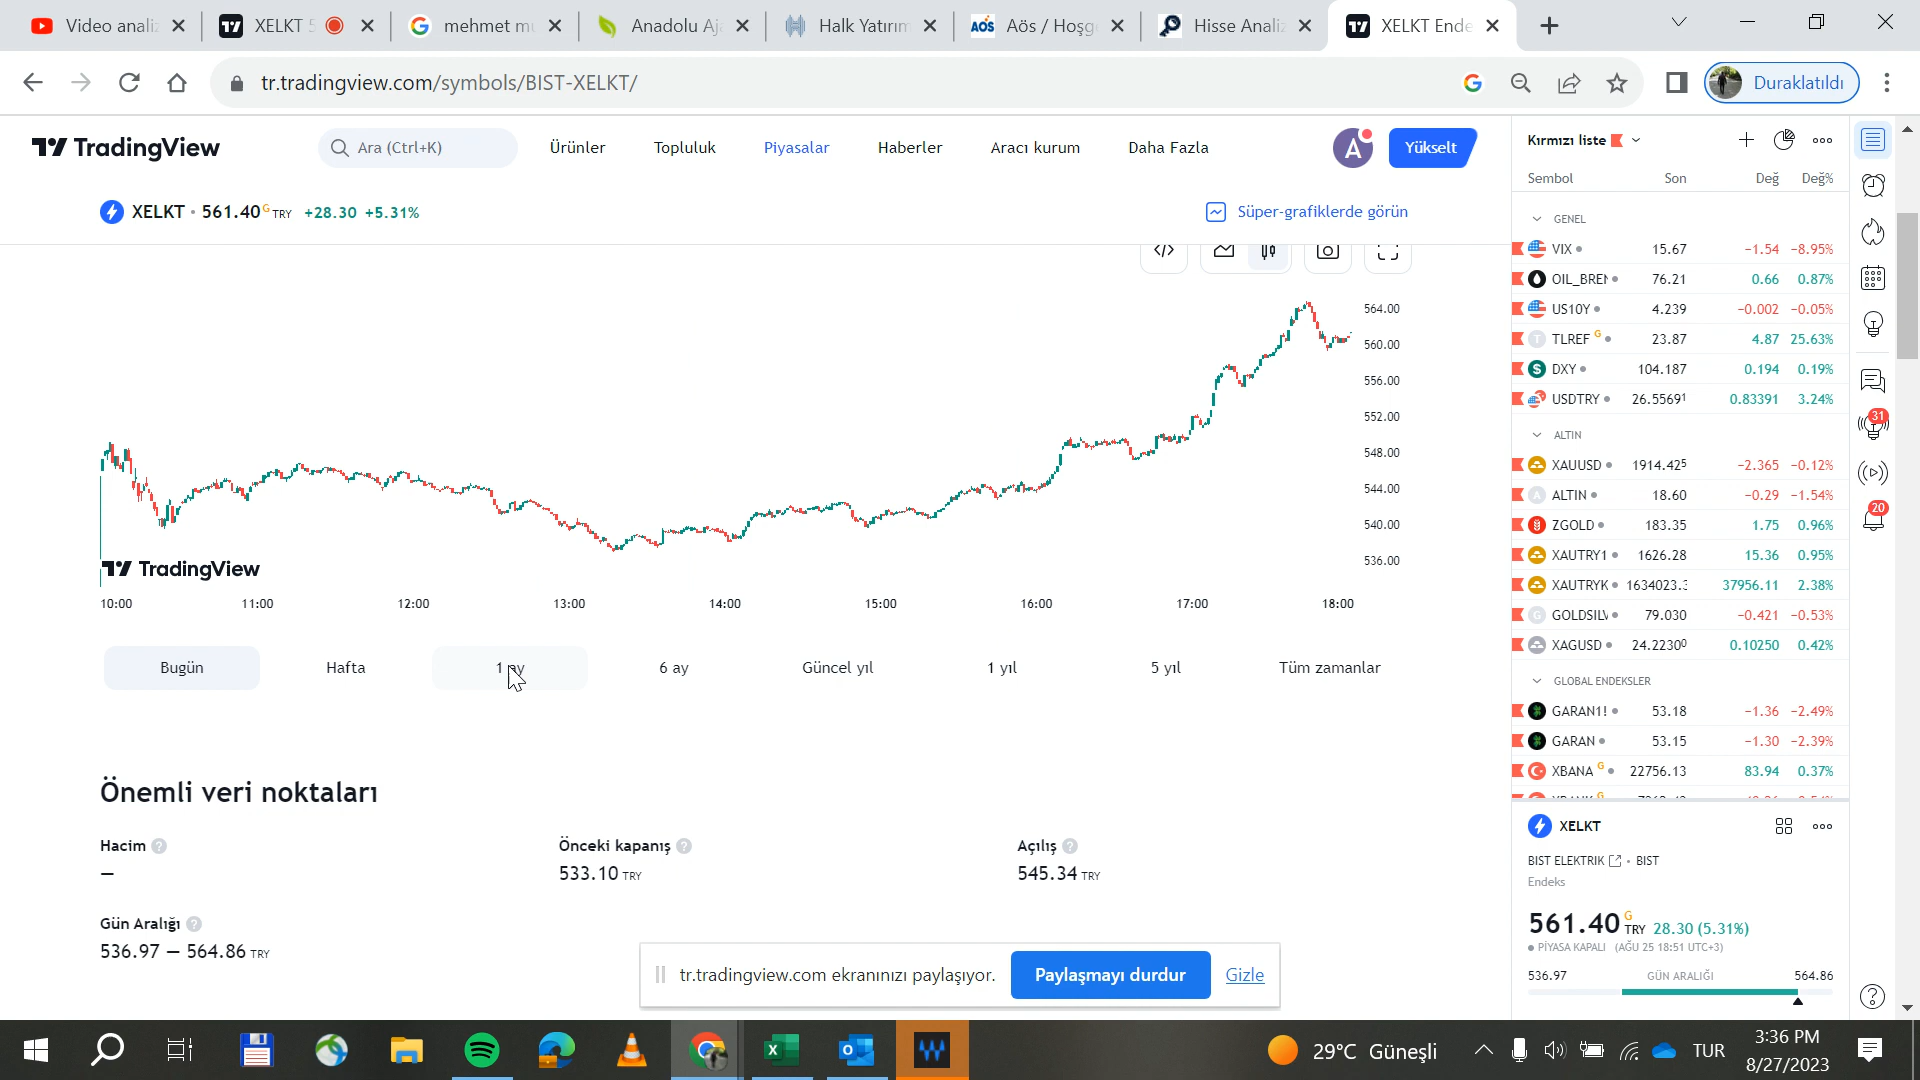 Video analiz
XELKT 5
mehmet mu
Anadolu Aja
Halk Yatırım
AÖS Aös / Hoşge
Hisse Analiz
XELKT Ende
tr.tradingview.com/symbols/BIST-XELKT/
Duraklatıldı
TradingView
Ara (Ctrl+K)
Ürünler
Topluluk
Piyasalar
Haberler
Aracı kurum
Daha Fazla
A
Yükselt
XELKT • 561.40 G TRY +28.30 +5.31%
Süper-grafiklerde görün
564.00
560.00
556.00
552.00
548.00
544.00
540.00
536.00
TradingView
10:00 11:00 12:00 13:00 14:00 15:00 16:00 17:00 18:00
Bugün Hafta 1 ay 6 ay Güncel yıl 1 yıl 5 yıl Tüm zamanlar
Önemli veri noktaları
Hacim
—
Önceki kapanış
533.10 TRY
Açılış
545.34 TRY
Gün Aralığı
536.97 — 564.86 TRY
tr.tradingview.com ekranınızı paylaşıyor. Paylaşmayı durdur Gizle
Kırmızı liste
Sembol Son Değ Değ%
GENEL
VIX 15.67 −1.54 −8.95%
OIL_BREN 76.21 0.66 0.87%
US10Y 4.239 −0.002 −0.05%
TLREF G 23.87 4.87 25.63%
DXY 104.187 0.194 0.19%
USDTRY 26.5569¹ 0.83391 3.24%
ALTIN
XAUUSD 1914.42⁵ −2.365 −0.12%
ALTIN 18.60 −0.29 −1.54%
ZGOLD 183.35 1.75 0.96%
XAUTRY1 1626.28 15.36 0.95%
XAUTRYK 1634023.3 37956.11 2.38%
GOLDSILV 79.030 −0.421 −0.53%
XAGUSD 24.2230⁰ 0.10250 0.42%
GLOBAL ENDEKSLER
GARAN1! 53.18 −1.36 −2.49%
GARAN 53.15 −1.30 −2.39%
XBANA G 22756.13 83.94 0.37%
XELKT
BIST ELEKTRIK • BIST
Endeks
561.40 G TRY 28.30 (5.31%)
PİYASA KAPALI (AĞU 25 18:51 UTC+3)
536.97 GÜN ARALIĞI 564.86
31
20
29°C Güneşli
TUR
3:36 PM
8/27/2023